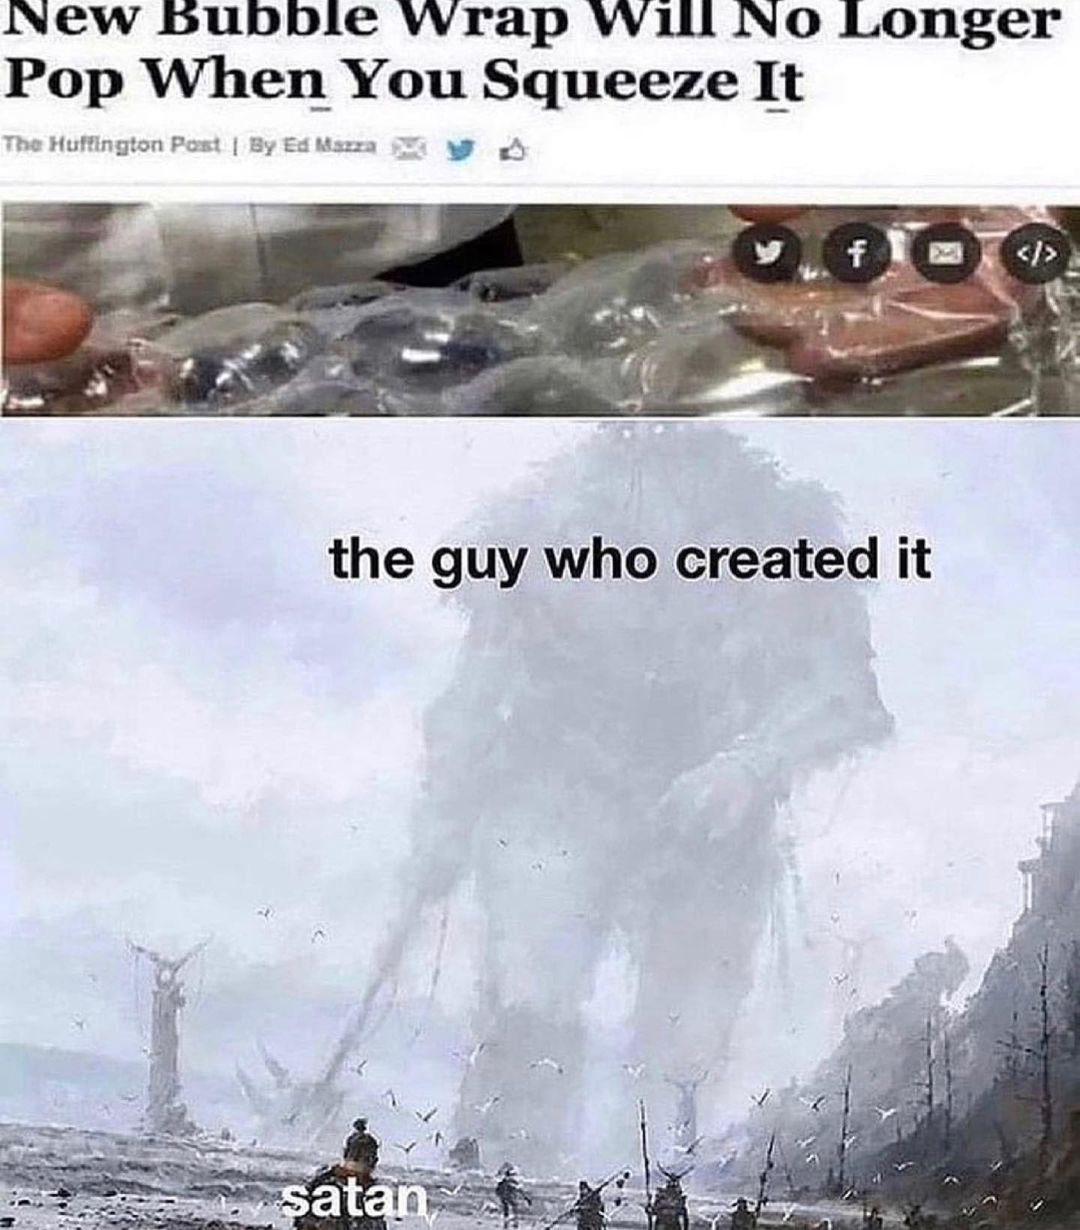 New Bubble Wrap Will No Longer
Pop When You Squeeze It
The Huffington Post | By Ed Mazza
f </>
the guy who created it
satan